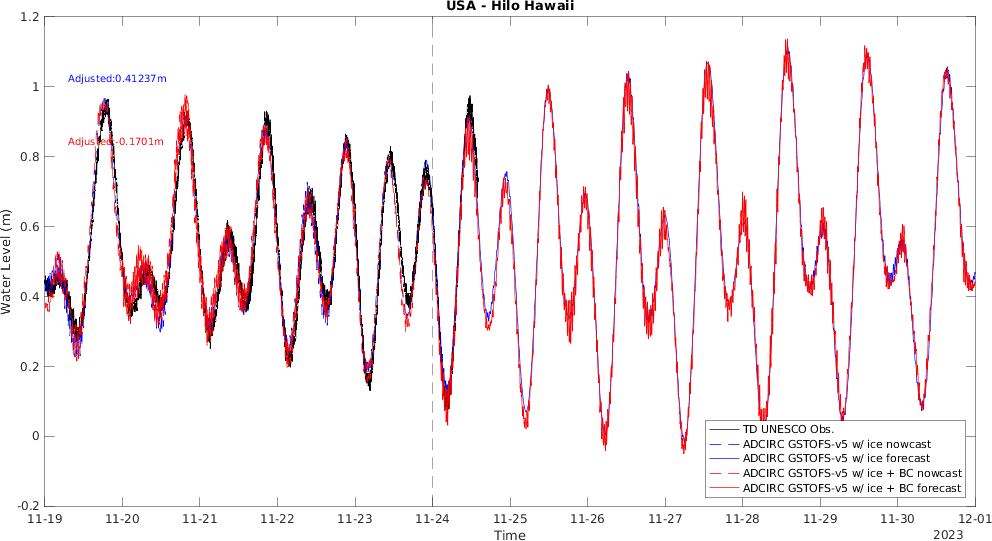 USA - Hilo Hawaii
1.2
1
0.8
0.6
0.4
0.2
0
-0.2
Water Level (m)
Adjusted:0.41237m
Adjusted:-0.1701m
TD UNESCO Obs.
ADCIRC GSTOFS-v5 w/ ice nowcast
ADCIRC GSTOFS-v5 w/ ice forecast
ADCIRC GSTOFS-v5 w/ ice + BC nowcast
ADCIRC GSTOFS-v5 w/ ice + BC forecast
11-19 11-20 11-21 11-22 11-23 11-24 11-25 11-26 11-27 11-28 11-29 11-30 12-01
Time
2023